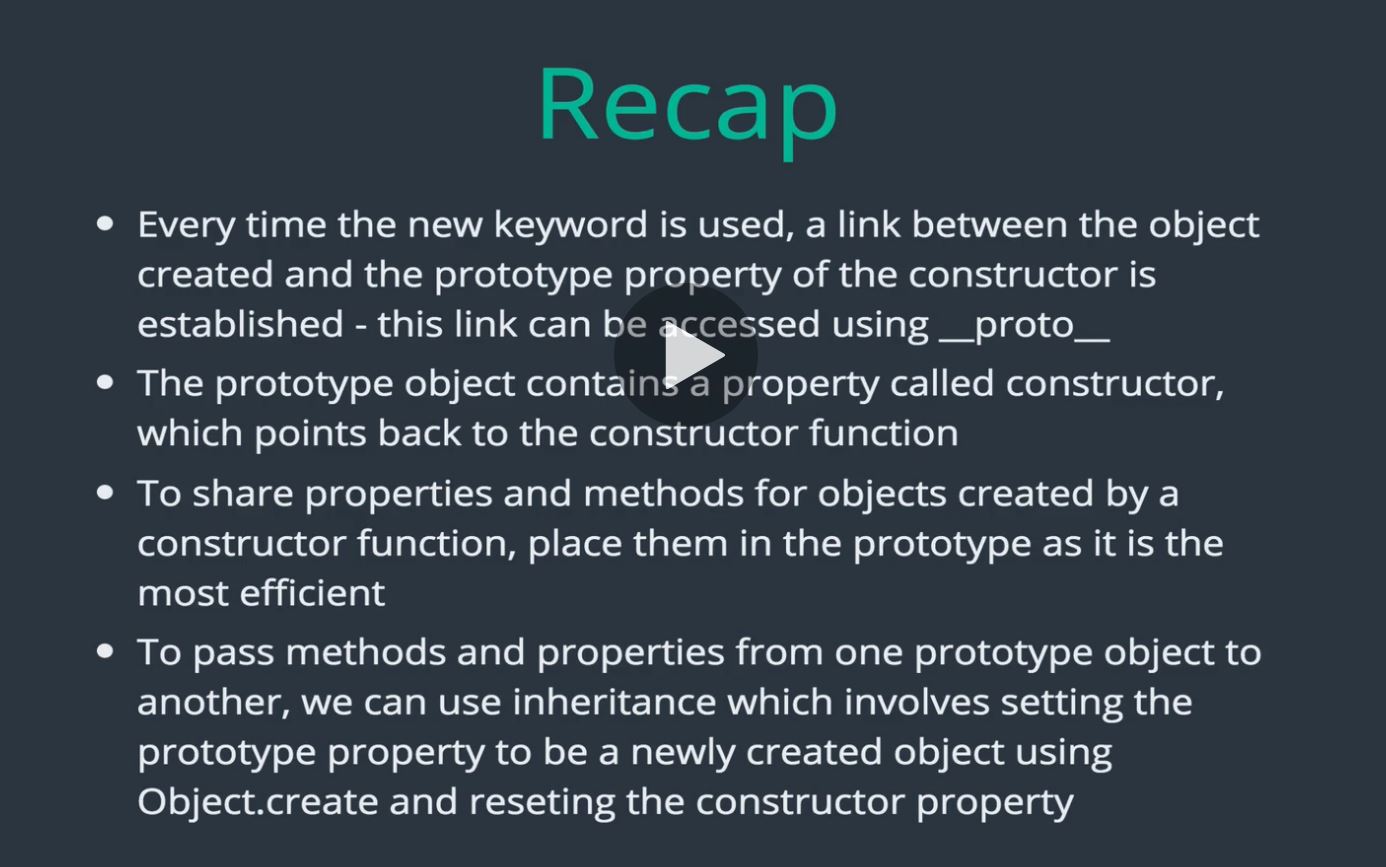 Recap
• Every time the new keyword is used, a link between the object
created and the prototype property of the constructor is
established - this link can be accessed using __proto__
• The prototype object contains a property called constructor,
which points back to the constructor function
• To share properties and methods for objects created by a
constructor function, place them in the prototype as it is the
most efficient
• To pass methods and properties from one prototype object to
another, we can use inheritance which involves setting the
prototype property to be a newly created object using
Object.create and reseting the constructor property